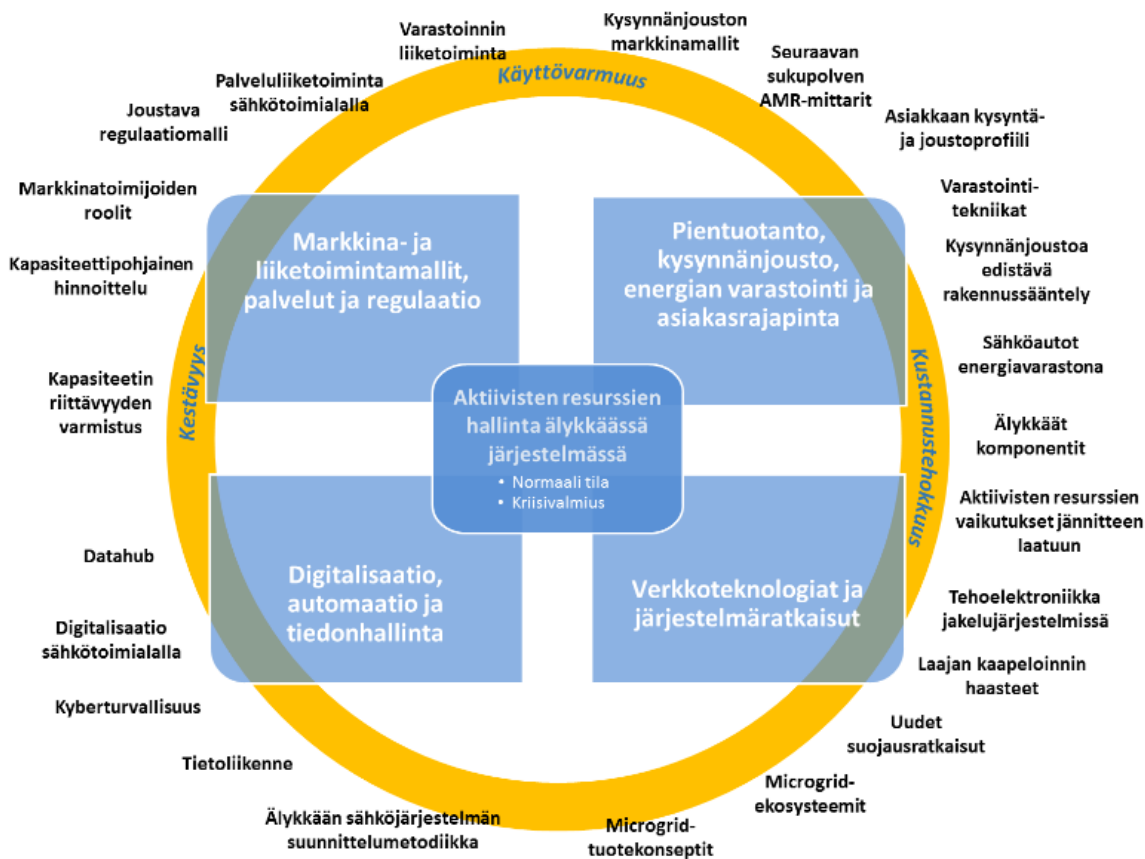 Varastoinnin
liiketoiminta
Kysynnänjouston
markkinamallit
Seuraavan
sukupolven
AMR-mittarit
Palveluliiketoiminta
sähkötoimialalla
Käyttövarmuus
Joustava
regulaatiomalli
Asiakkaan kysyntä-
ja joustoprofiili
Markkinatoimijoiden
roolit
Varastointi-
tekniikat
Kapasiteettipohjainen
hinnoittelu
Kysynnänjoustoa
edistävä
rakennussääntely
Markkina- ja
liiketoimintamallit,
palvelut ja regulaatio
Pientuotanto,
kysynnänjousto,
energian varastointi ja
asiakasrajapinta
Sähköautot
energiavarastona
Kestävyys
Kustannustehokkuus
Kapasiteetin
riittävyyden
varmistus
Aktiivisten resurssien
hallinta älykkäässä
järjestelmässä
• Normaali tila
• Kriisivalmius
Älykkäät
komponentit
Aktiivisten resurssien
vaikutukset jännitteen
laatuun
Datahub
Digitalisaatio,
automaatio ja
tiedonhallinta
Verkkoteknologiat ja
järjestelmäratkaisut
Tehoelektroniikka
jakelujärjestelmissä
Digitalisaatio
sähkötoimialalla
Laajan kaapeloinnin
haasteet
Kyberturvallisuus
Uudet
suojausratkaisut
Tietoliikenne
Microgrid-
ekosysteemit
Älykkään sähköjärjestelmän
suunnittelumetodiikka
Microgrid-
tuotekonseptit